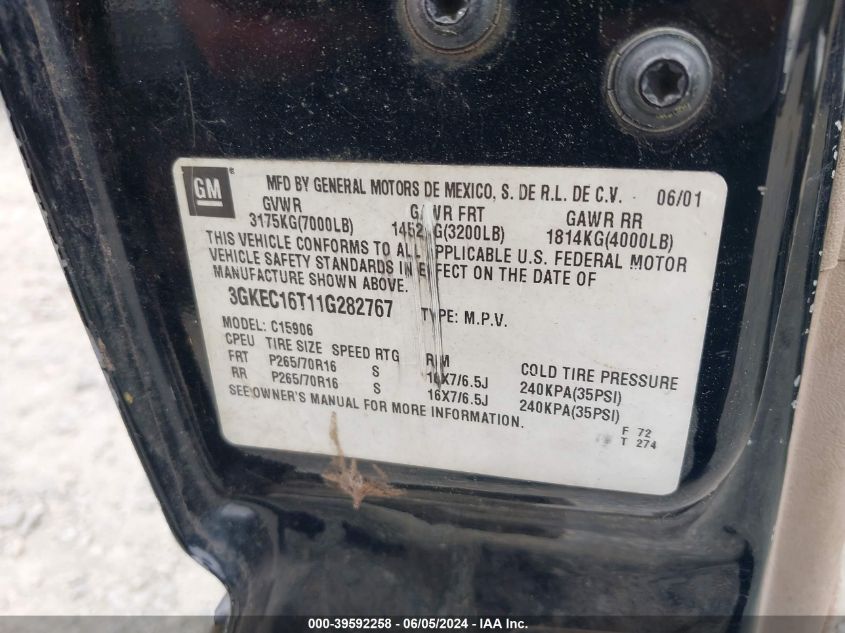 GM ® MFD BY GENERAL MOTORS DE MEXICO, S. DE R.L. DE C.V. 06/01
GVWR GAWR FRT GAWR RR
3175KG(7000LB) 1452KG(3200LB) 1814KG(4000LB)
THIS VEHICLE CONFORMS TO ALL APPLICABLE U.S. FEDERAL MOTOR
VEHICLE SAFETY STANDARDS IN EFFECT ON THE DATE OF
MANUFACTURE SHOWN ABOVE.
3GKEC16T11G282767 TYPE: M.P.V.
MODEL: C15906
CPEU TIRE SIZE SPEED RTG RIM COLD TIRE PRESSURE
FRT P265/70R16 S 16X7/6.5J 240KPA(35PSI)
RR P265/70R16 S 16X7/6.5J 240KPA(35PSI)
SEE OWNER'S MANUAL FOR MORE INFORMATION.
F 72
T 274
000-39592258 - 06/05/2024 - IAA Inc.